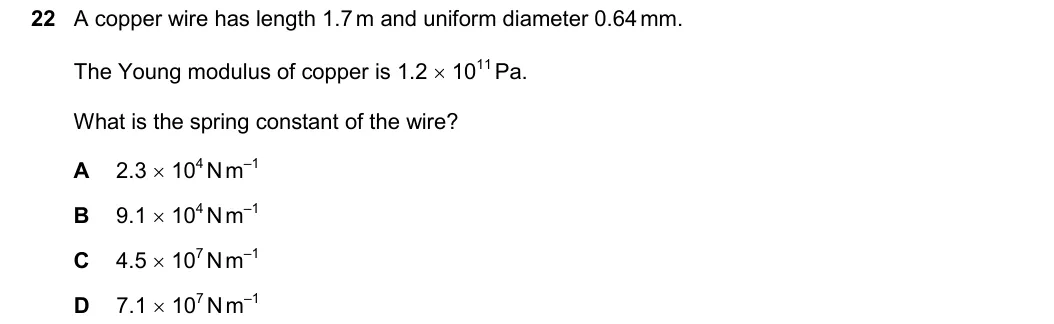 22 A copper wire has length 1.7 m and uniform diameter 0.64 mm.
The Young modulus of copper is 1.2 × 10¹¹ Pa.
What is the spring constant of the wire?
A 2.3 × 10⁴ N m⁻¹
B 9.1 × 10⁴ N m⁻¹
C 4.5 × 10⁷ N m⁻¹
D 7.1 × 10⁷ N m⁻¹